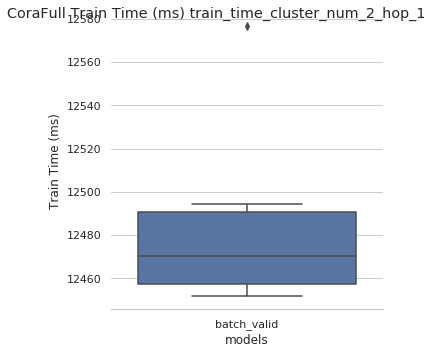 CoraFull Train Time (ms) train_time_cluster_num_2_hop_1
12580
12560
12540
12520
12500
12480
12460
Train Time (ms)
batch_valid
models